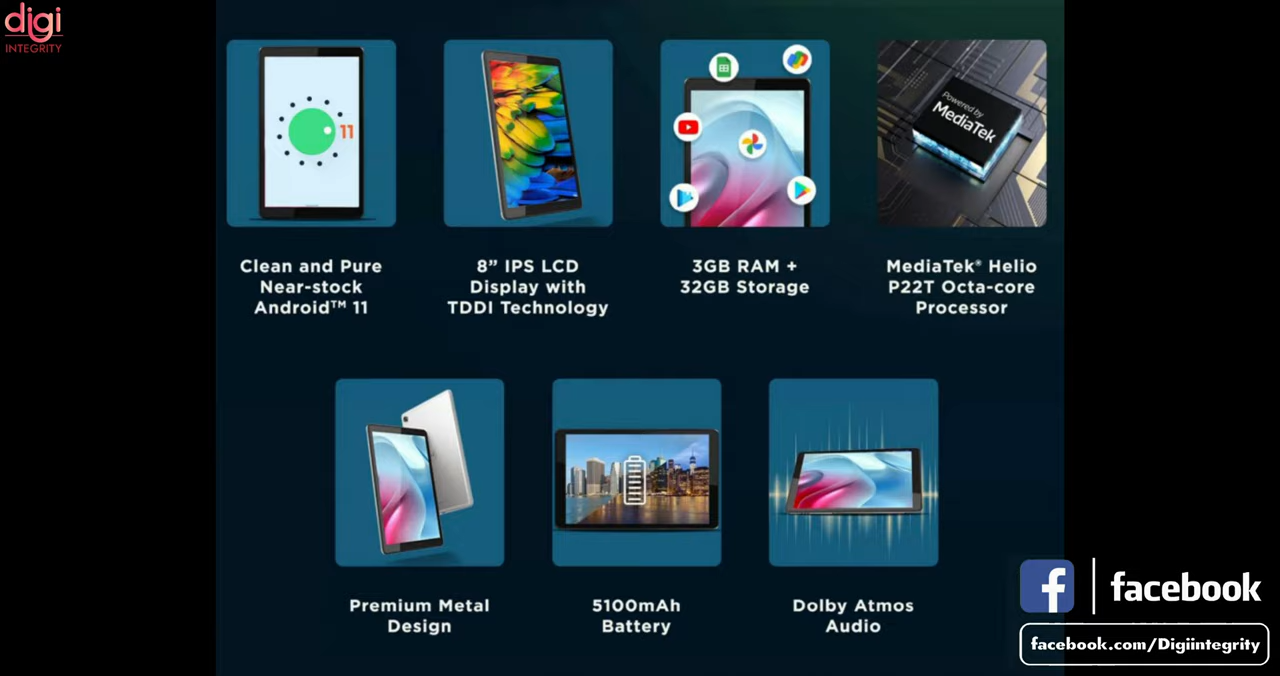 digi
INTEGRITY
11
Powered by
MediaTek
Clean and Pure
Near-stock
Android™ 11
8” IPS LCD
Display with
TDDI Technology
3GB RAM +
32GB Storage
MediaTek® Helio
P22T Octa-core
Processor
Premium Metal
Design
5100mAh
Battery
Dolby Atmos
Audio
f
facebook
facebook.com/Digiintegrity